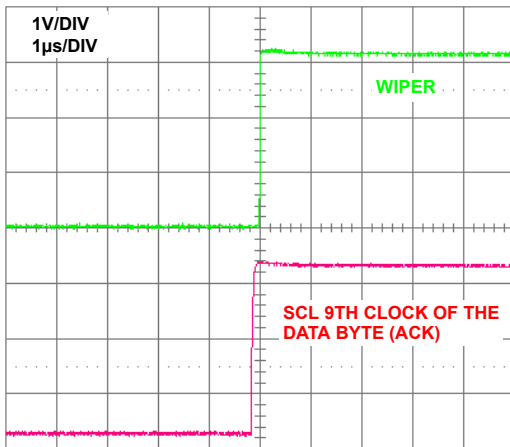 1V/DIV
1µs/DIV
WIPER
SCL 9TH CLOCK OF THE
DATA BYTE (ACK)